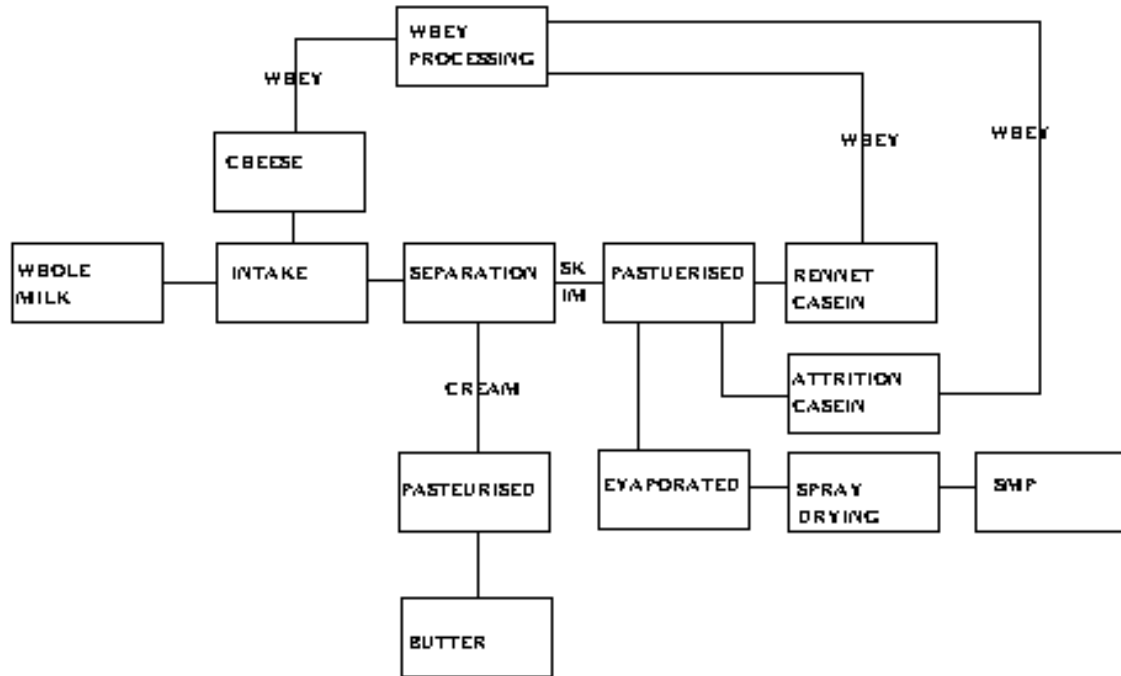 WBEY
PROCESSING
WBEY
WBEY
WBEY
CBEESE
WBOLE
MILK
INTAKE
SEPARATION
SK
IM
PASTUERISED
RENNET
CASEIN
ATTRITION
CASEIN
CREAM
PASTEURISED
EVAPORATED
SPRAY
DRYING
SMP
BUTTER